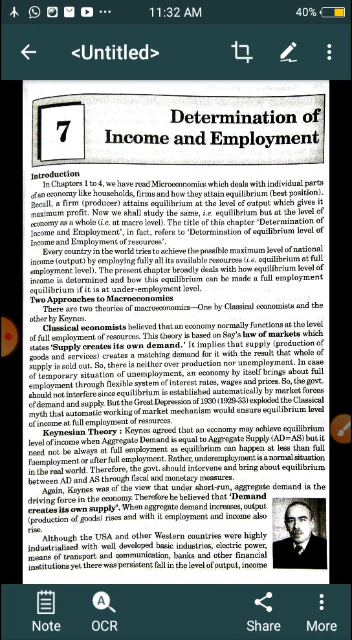 11:32 AM
40%
<Untitled>
7
Determination of
Income and Employment
Introduction
In Chapters 1 to 4, we have read Microeconomics which deals with individual parts
of an economy like households, firms and how they attain equilibrium (best position).
Recall, a firm (producer) attains equilibrium at the level of output which gives it
maximum profit. Now we shall study the same, i.e. equilibrium but at the level of
economy as a whole (i.e. at macro level). The title of this chapter 'Determination of
Income and Employment', in fact, refers to 'Determination of equilibrium level of
Income and Employment of resources'.
Every country in the world tries to achieve the possible maximum level of national
income (output) by employing fully all its available resources (i.e. equilibrium at full
employment level). The present chapter broadly deals with how equilibrium level of
income is determined and how this equilibrium can be made a full employment
equilibrium if it is at under-employment level.
Two Approaches to Macroeconomics
There are two theories of macroeconomics—One by Classical economists and the
other by Keynes.
Classical economists believed that an economy normally functions at the level
of full employment of resources. This theory is based on Say's law of markets which
states 'Supply creates its own demand.' It implies that supply (production of
goods and services) creates a matching demand for it with the result that whole of
supply is sold out. So, there is neither over production nor unemployment. In case
of temporary situation of unemployment, an economy by itself brings about full
employment through flexible system of interest rates, wages and prices. So, the govt.
should not interfere since equilibrium is established automatically by market forces
of demand and supply. But the Great Depression of 1930 (1929-33) exploded the Classical
myth that automatic working of market mechanism would ensure equilibrium level
of income at full employment of resources.
Keynesian Theory : Keynes agreed that an economy may achieve equilibrium
level of income when Aggregate Demand is equal to Aggregate Supply (AD=AS) but it
need not be always at full employment as equilibrium can happen at less than full
employment or after full employment. Rather, underemployment is a normal situation
in the real world. Therefore, the govt. should intervene and bring about equilibrium
between AD and AS through fiscal and monetary measures.
Again, Keynes was of the view that under short-run, aggregate demand is the
driving force in the economy. Therefore he believed that 'Demand
creates its own supply'. When aggregate demand increases, output
(production of goods) rises and with it employment and income also
rise.
Although the USA and other Western countries were highly
industrialised with well developed basic industries, electric power,
means of transport and communication, banks and other financial
institutions yet there was persistent fall in the level of output, income
Note
OCR
Share
More